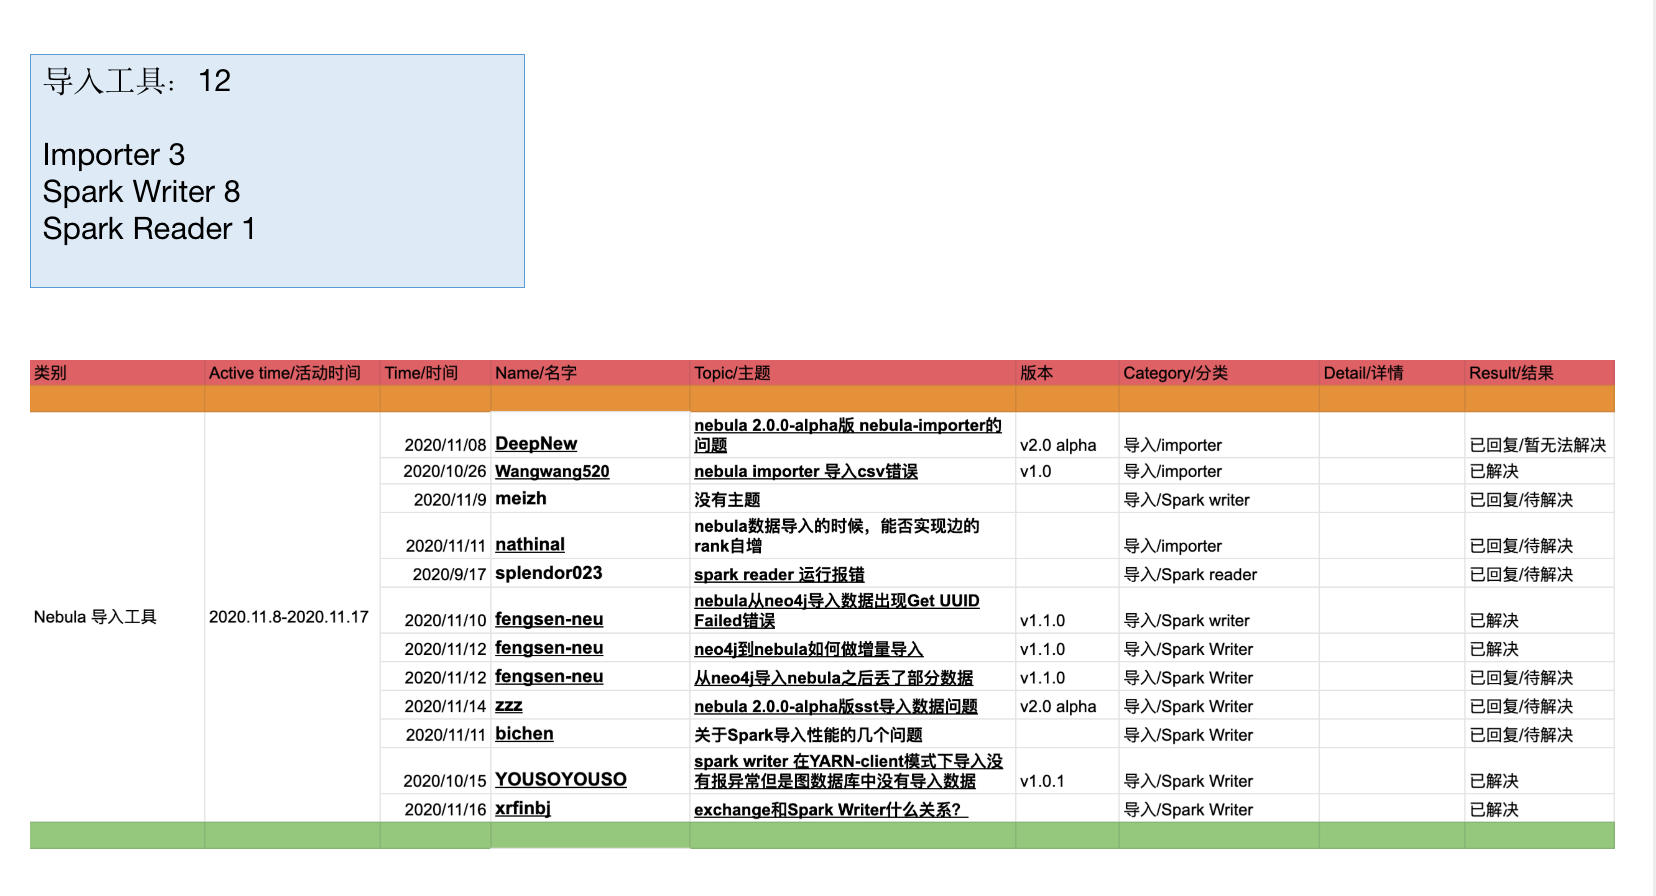 导入工具：12
Importer 3
Spark Writer 8
Spark Reader 1
类别 Active time/活动时间 Time/时间 Name/名字 Topic/主题 版本 Category/分类 Detail/详情 Result/结果
Nebula 导入工具 2020.11.8-2020.11.17
2020/11/08 DeepNew nebula 2.0.0-alpha版 nebula-importer的
问题 v2.0 alpha 导入/importer 已回复/暂无法解决
2020/10/26 Wangwang520 nebula importer 导入csv错误 v1.0 导入/importer 已解决
2020/11/9 meizh 没有主题 导入/Spark writer 已回复/待解决
2020/11/11 nathinal nebula数据导入的时候，能否实现边的
rank自增 导入/importer 已回复/待解决
2020/9/17 splendor023 spark reader 运行报错 导入/Spark reader 已回复/待解决
2020/11/10 fengsen-neu nebula从neo4j导入数据出现Get UUID
Failed错误 v1.1.0 导入/Spark writer 已解决
2020/11/12 fengsen-neu neo4j到nebula如何做增量导入 v1.1.0 导入/Spark Writer 已解决
2020/11/12 fengsen-neu 从neo4j导入nebula之后丢了部分数据 v1.1.0 导入/Spark Writer 已回复/待解决
2020/11/14 zzz nebula 2.0.0-alpha版sst导入数据问题 v2.0 alpha 导入/Spark Writer 已回复/待解决
2020/11/11 bichen 关于Spark导入性能的几个问题 导入/Spark Writer 已回复/待解决
2020/10/15 YOUSOYOUSO spark writer 在YARN-client模式下导入没
有报异常但是图数据库中没有导入数据 v1.0.1 导入/Spark Writer 已解决
2020/11/16 xrfinbj exchange和Spark Writer什么关系？ 导入/Spark Writer 已解决